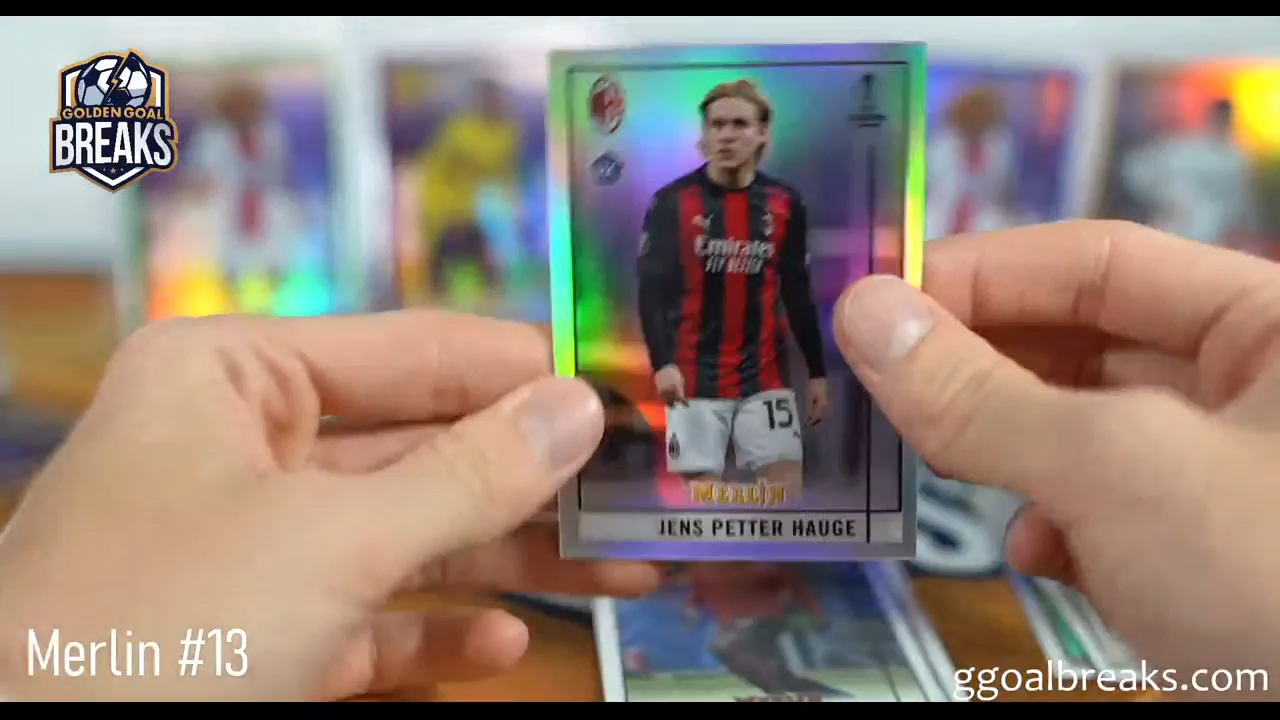 GOLDEN GOAL
BREAKS
Emirates
FLY BETTER
15
MERLIN
JENS PETTER HAUGE
Merlin #13
ggoalbreaks.com